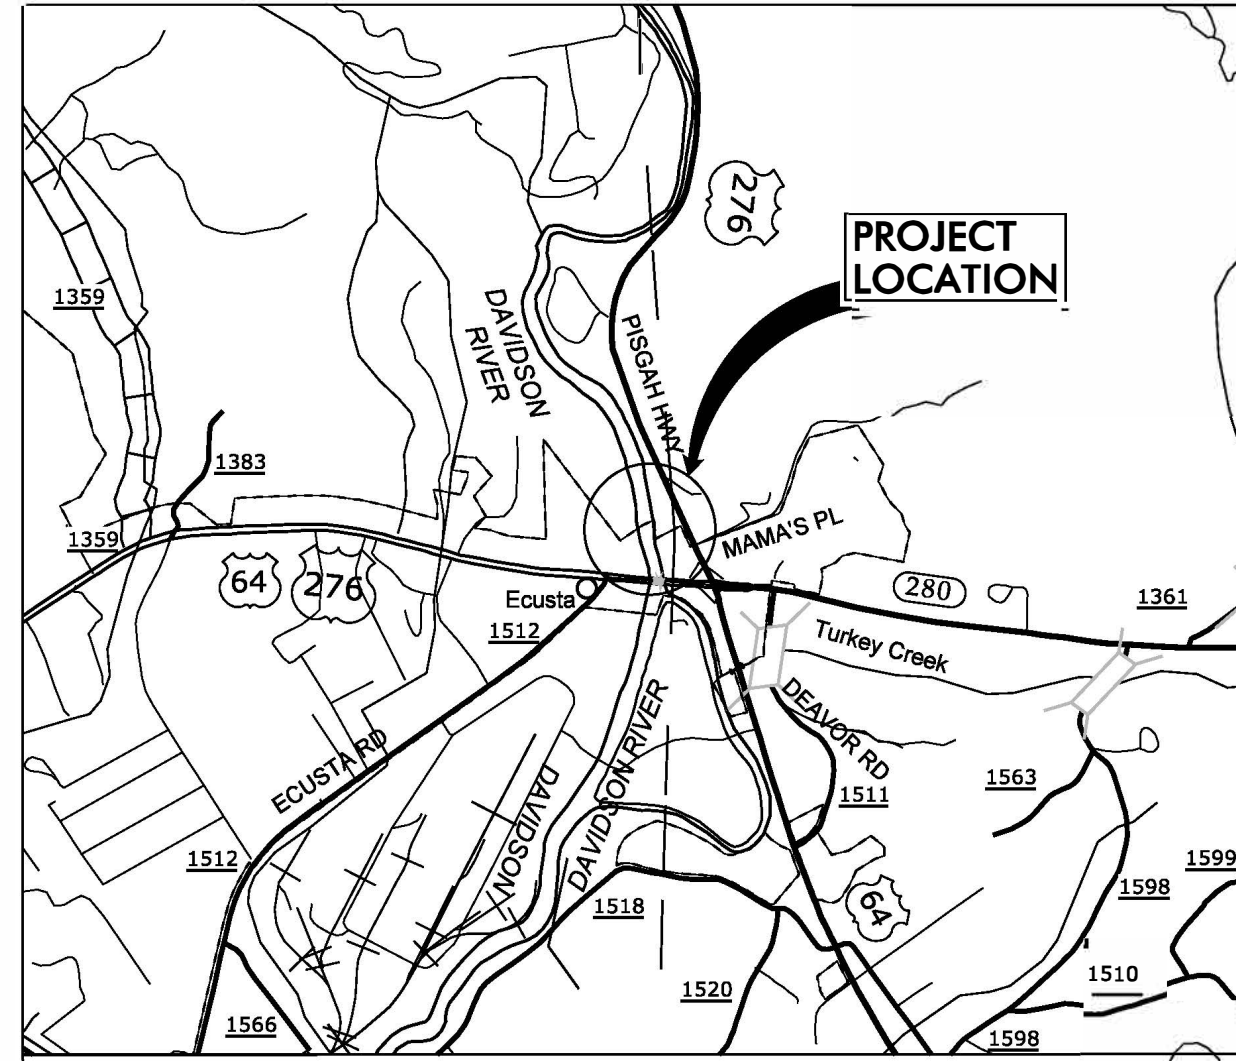 276
PROJECT
LOCATION
1359
DAVIDSON
RIVER
PISGAH HWY
1383
1359
MAMA'S PL
64
276
Ecusta
280
1361
1512
Turkey Creek
DAVIDSON RIVER
DEAVOR RD
ECUSTA RD
DAVIDSON
1563
1511
1512
1599
1598
1518
64
1510
1520
1566
1598